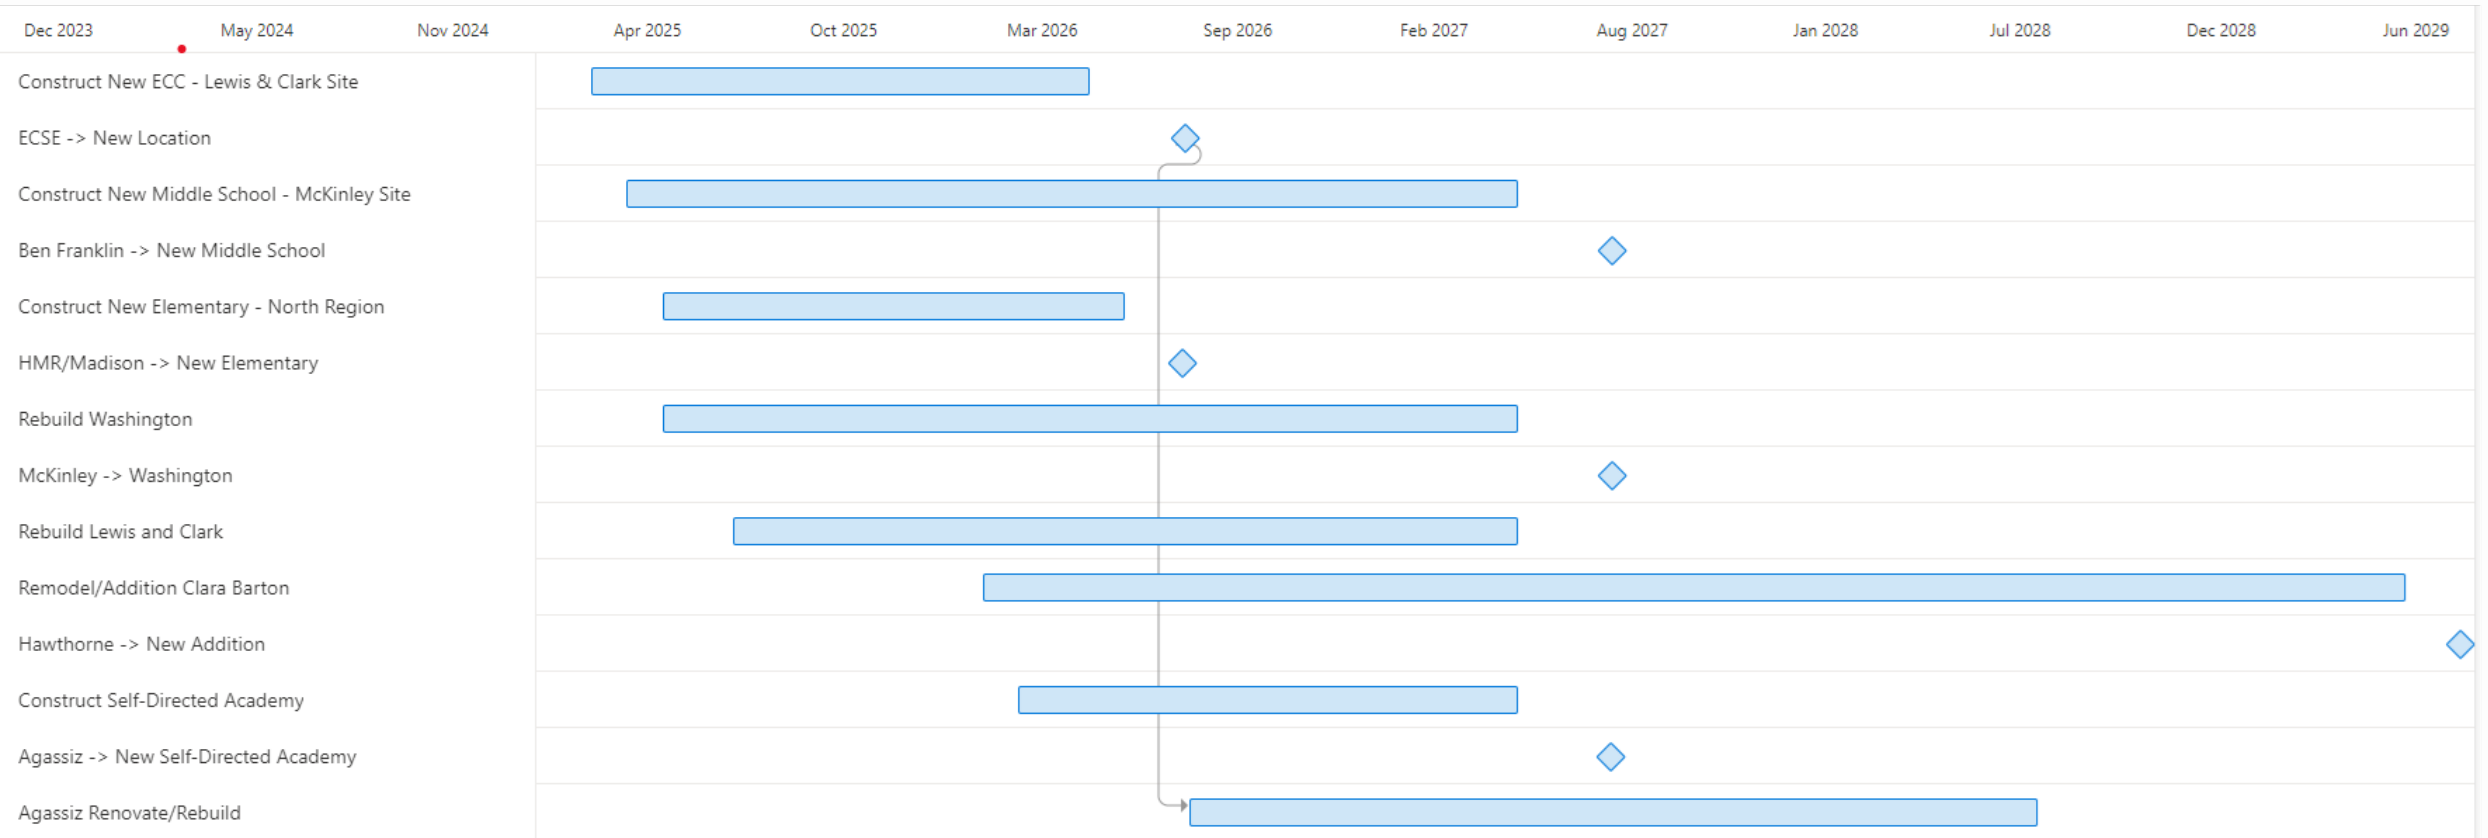 Dec 2023 May 2024 Nov 2024 Apr 2025 Oct 2025 Mar 2026 Sep 2026 Feb 2027 Aug 2027 Jan 2028 Jul 2028 Dec 2028 Jun 2029
Construct New ECC - Lewis & Clark Site
ECSE -> New Location
Construct New Middle School - McKinley Site
Ben Franklin -> New Middle School
Construct New Elementary - North Region
HMR/Madison -> New Elementary
Rebuild Washington
McKinley -> Washington
Rebuild Lewis and Clark
Remodel/Addition Clara Barton
Hawthorne -> New Addition
Construct Self-Directed Academy
Agassiz -> New Self-Directed Academy
Agassiz Renovate/Rebuild